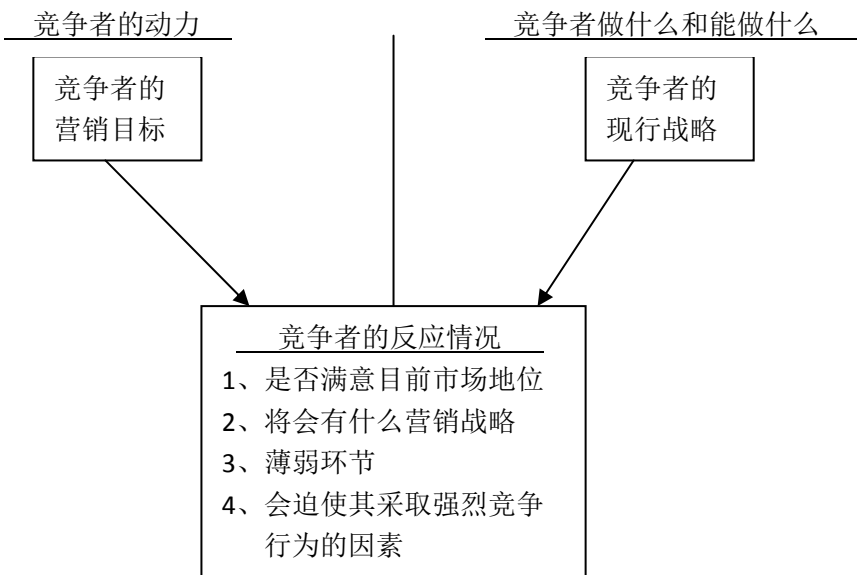 竞争者的动力
竞争者做什么和能做什么
竞争者的
营销目标
竞争者的
现行战略
竞争者的反应情况
1、是否满意目前市场地位
2、将会有什么营销战略
3、薄弱环节
4、会迫使其采取强烈竞争
行为的因素